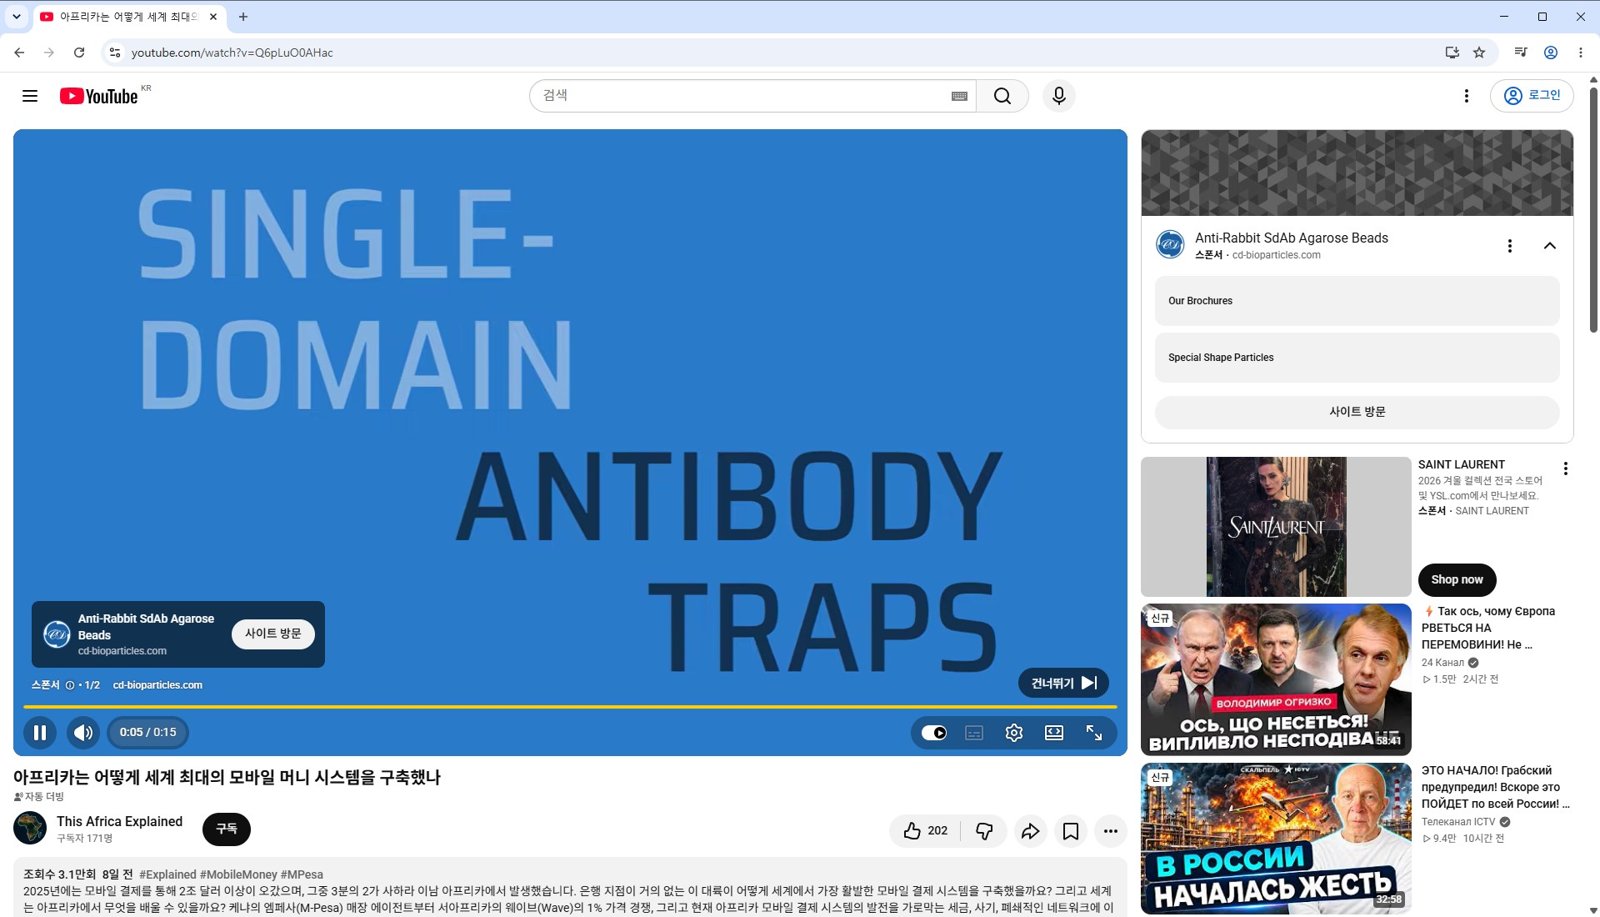 아프리카는 어떻게 세계 최대의
youtube.com/watch?v=Q6pLuO0AHac
YouTube KR
검색
로그인
SINGLE-
DOMAIN
ANTIBODY
TRAPS
Anti-Rabbit SdAb Agarose
Beads
cd-bioparticles.com
사이트 방문
스폰서 • 1/2 cd-bioparticles.com
건너뛰기
0:05 / 0:15
아프리카는 어떻게 세계 최대의 모바일 머니 시스템을 구축했나
자동 더빙
This Africa Explained
구독자 171명
구독
202
조회수 3.1만회 8일 전 #Explained #MobileMoney #MPesa
2025년에는 모바일 결제를 통해 2조 달러 이상이 오갔으며, 그중 3분의 2가 사하라 이남 아프리카에서 발생했습니다. 은행 지점이 거의 없는 이 대륙이 어떻게 세계에서 가장 활발한 모바일 결제 시스템을 구축했을까요? 그리고 세계
는 아프리카에서 무엇을 배울 수 있을까요? 케냐의 엠페사(M-Pesa) 매장 에이전트부터 서아프리카의 웨이브(Wave)의 1% 가격 경쟁, 그리고 현재 아프리카 모바일 결제 시스템의 발전을 가로막는 세금, 사기, 폐쇄적인 네트워크에 이
Anti-Rabbit SdAb Agarose Beads
스폰서 · cd-bioparticles.com
Our Brochures
Special Shape Particles
사이트 방문
SAINT LAURENT
SAINT LAURENT
2026 겨울 컬렉션 전국 스토어
및 YSL.com에서 만나보세요.
스폰서 · SAINT LAURENT
Shop now
신규
ВОЛОДИМИР ОГРИЗКО
ОСЬ, ЩО НЕСЕТЬСЯ!
ВИПЛИВЛО НЕСПОДІВА
58:41
Так ось, чому Європа
РВЕТЬСЯ НА
ПЕРЕМОВИНИ! Не ...
24 Канал
1.5만 2시간 전
신규
СКАЛЬПЕЛЬ ICTV
В РОССИИ
НАЧАЛАСЬ ЖЕСТЬ
32:58
ЭТО НАЧАЛО! Грабский
предупредил! Вскоре это
ПОЙДЕТ по всей России! ...
Телеканал ICTV
9.4만 10시간 전